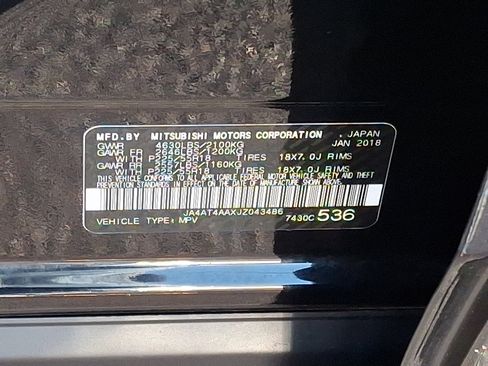 MFD.BY MITSUBISHI MOTORS CORPORATION , JAPAN
GVWR 4630LBS/2100KG JAN 2018
GAWR FR 2646LBS/1200KG
WITH P225/55R18 TIRES 18X7.0J RIMS
GAWR RR 2557LBS/1160KG
WITH P225/55R18 TIRES 18X7.0J RIMS
THIS VEHICLE CONFORMS TO ALL APPLICABLE FEDERAL MOTOR VEHICLE SAFETY AND THEFT PREVENTION STANDARDS IN EFFECT ON THE DATE OF MANUFACTURE SHOWN ABOVE.
JA4AT4AAXJZ043486
VEHICLE TYPE: MPV 7430C 536